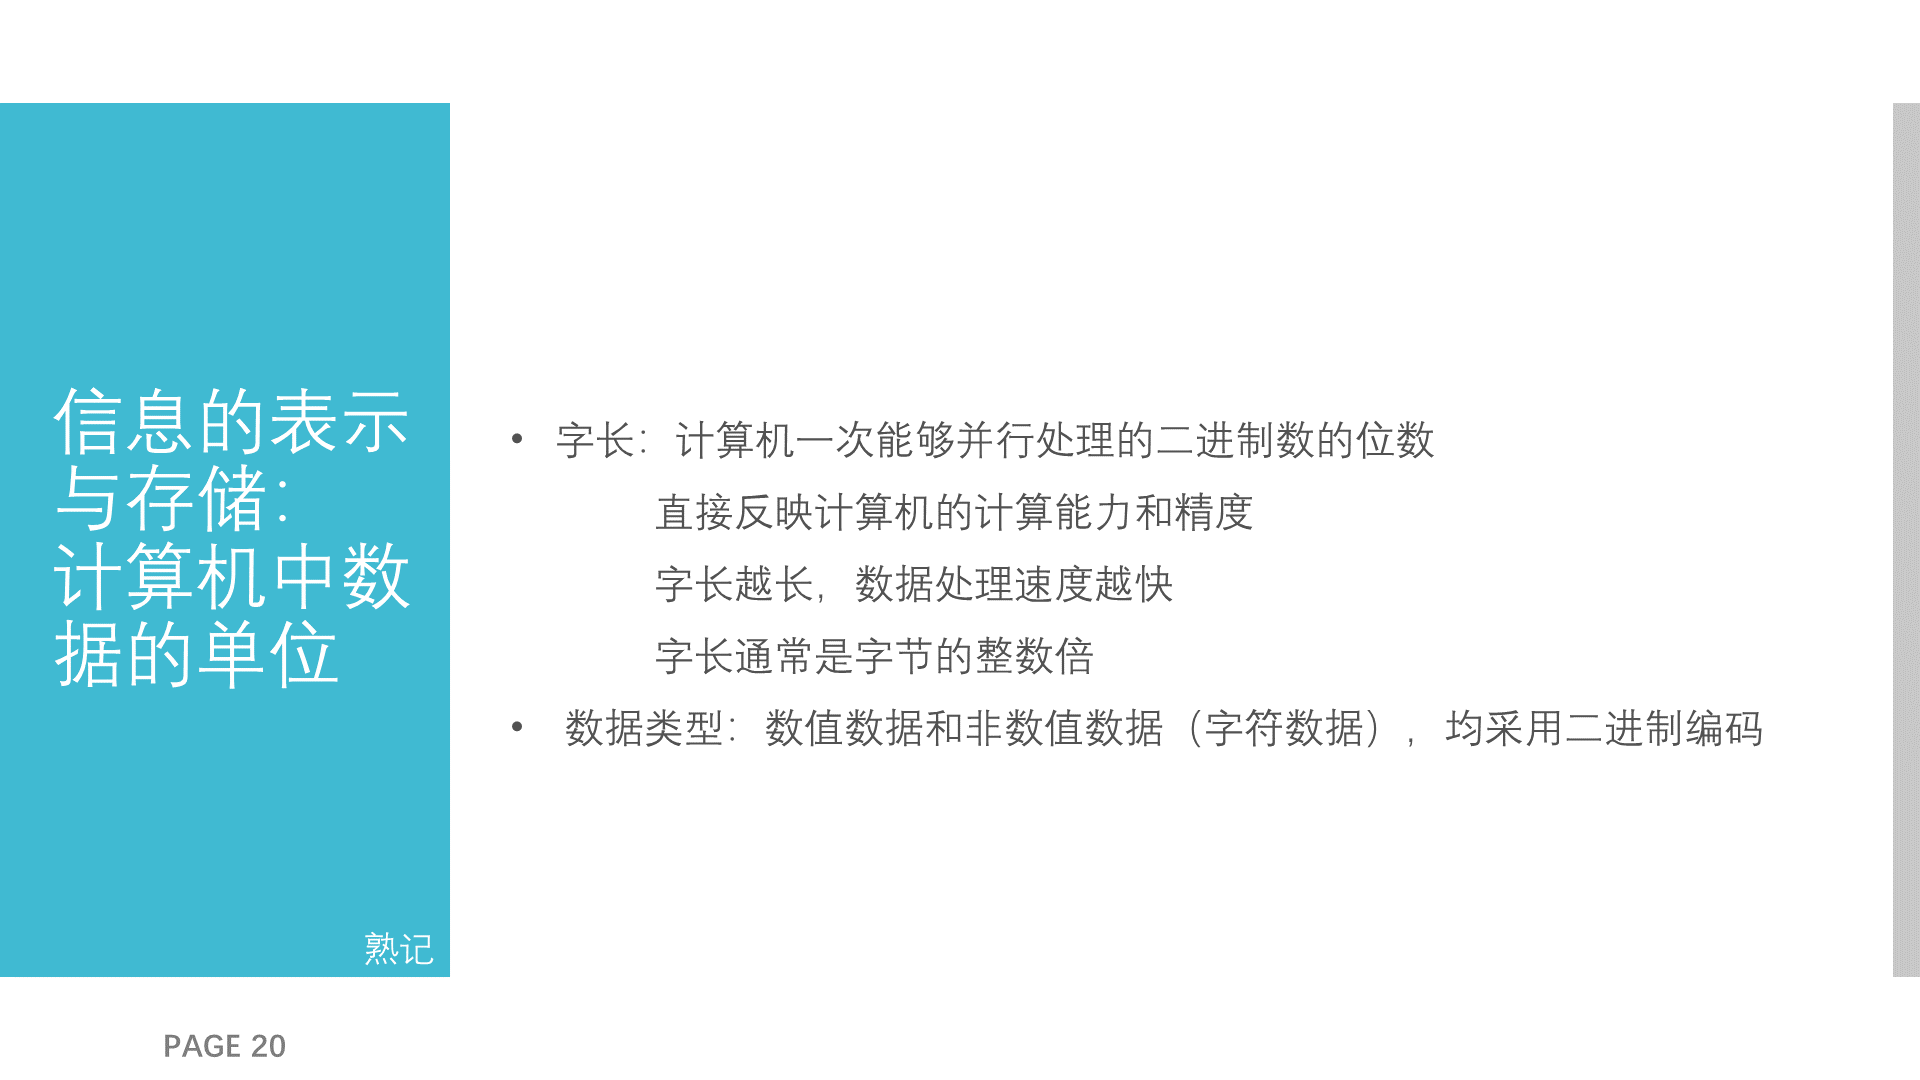 信息的表示
与存储：
计算机中数
据的单位
熟记
• 字长：计算机一次能够并行处理的二进制数的位数
直接反映计算机的计算能力和精度
字长越长，数据处理速度越快
字长通常是字节的整数倍
• 数据类型：数值数据和非数值数据（字符数据），均采用二进制编码
PAGE 20